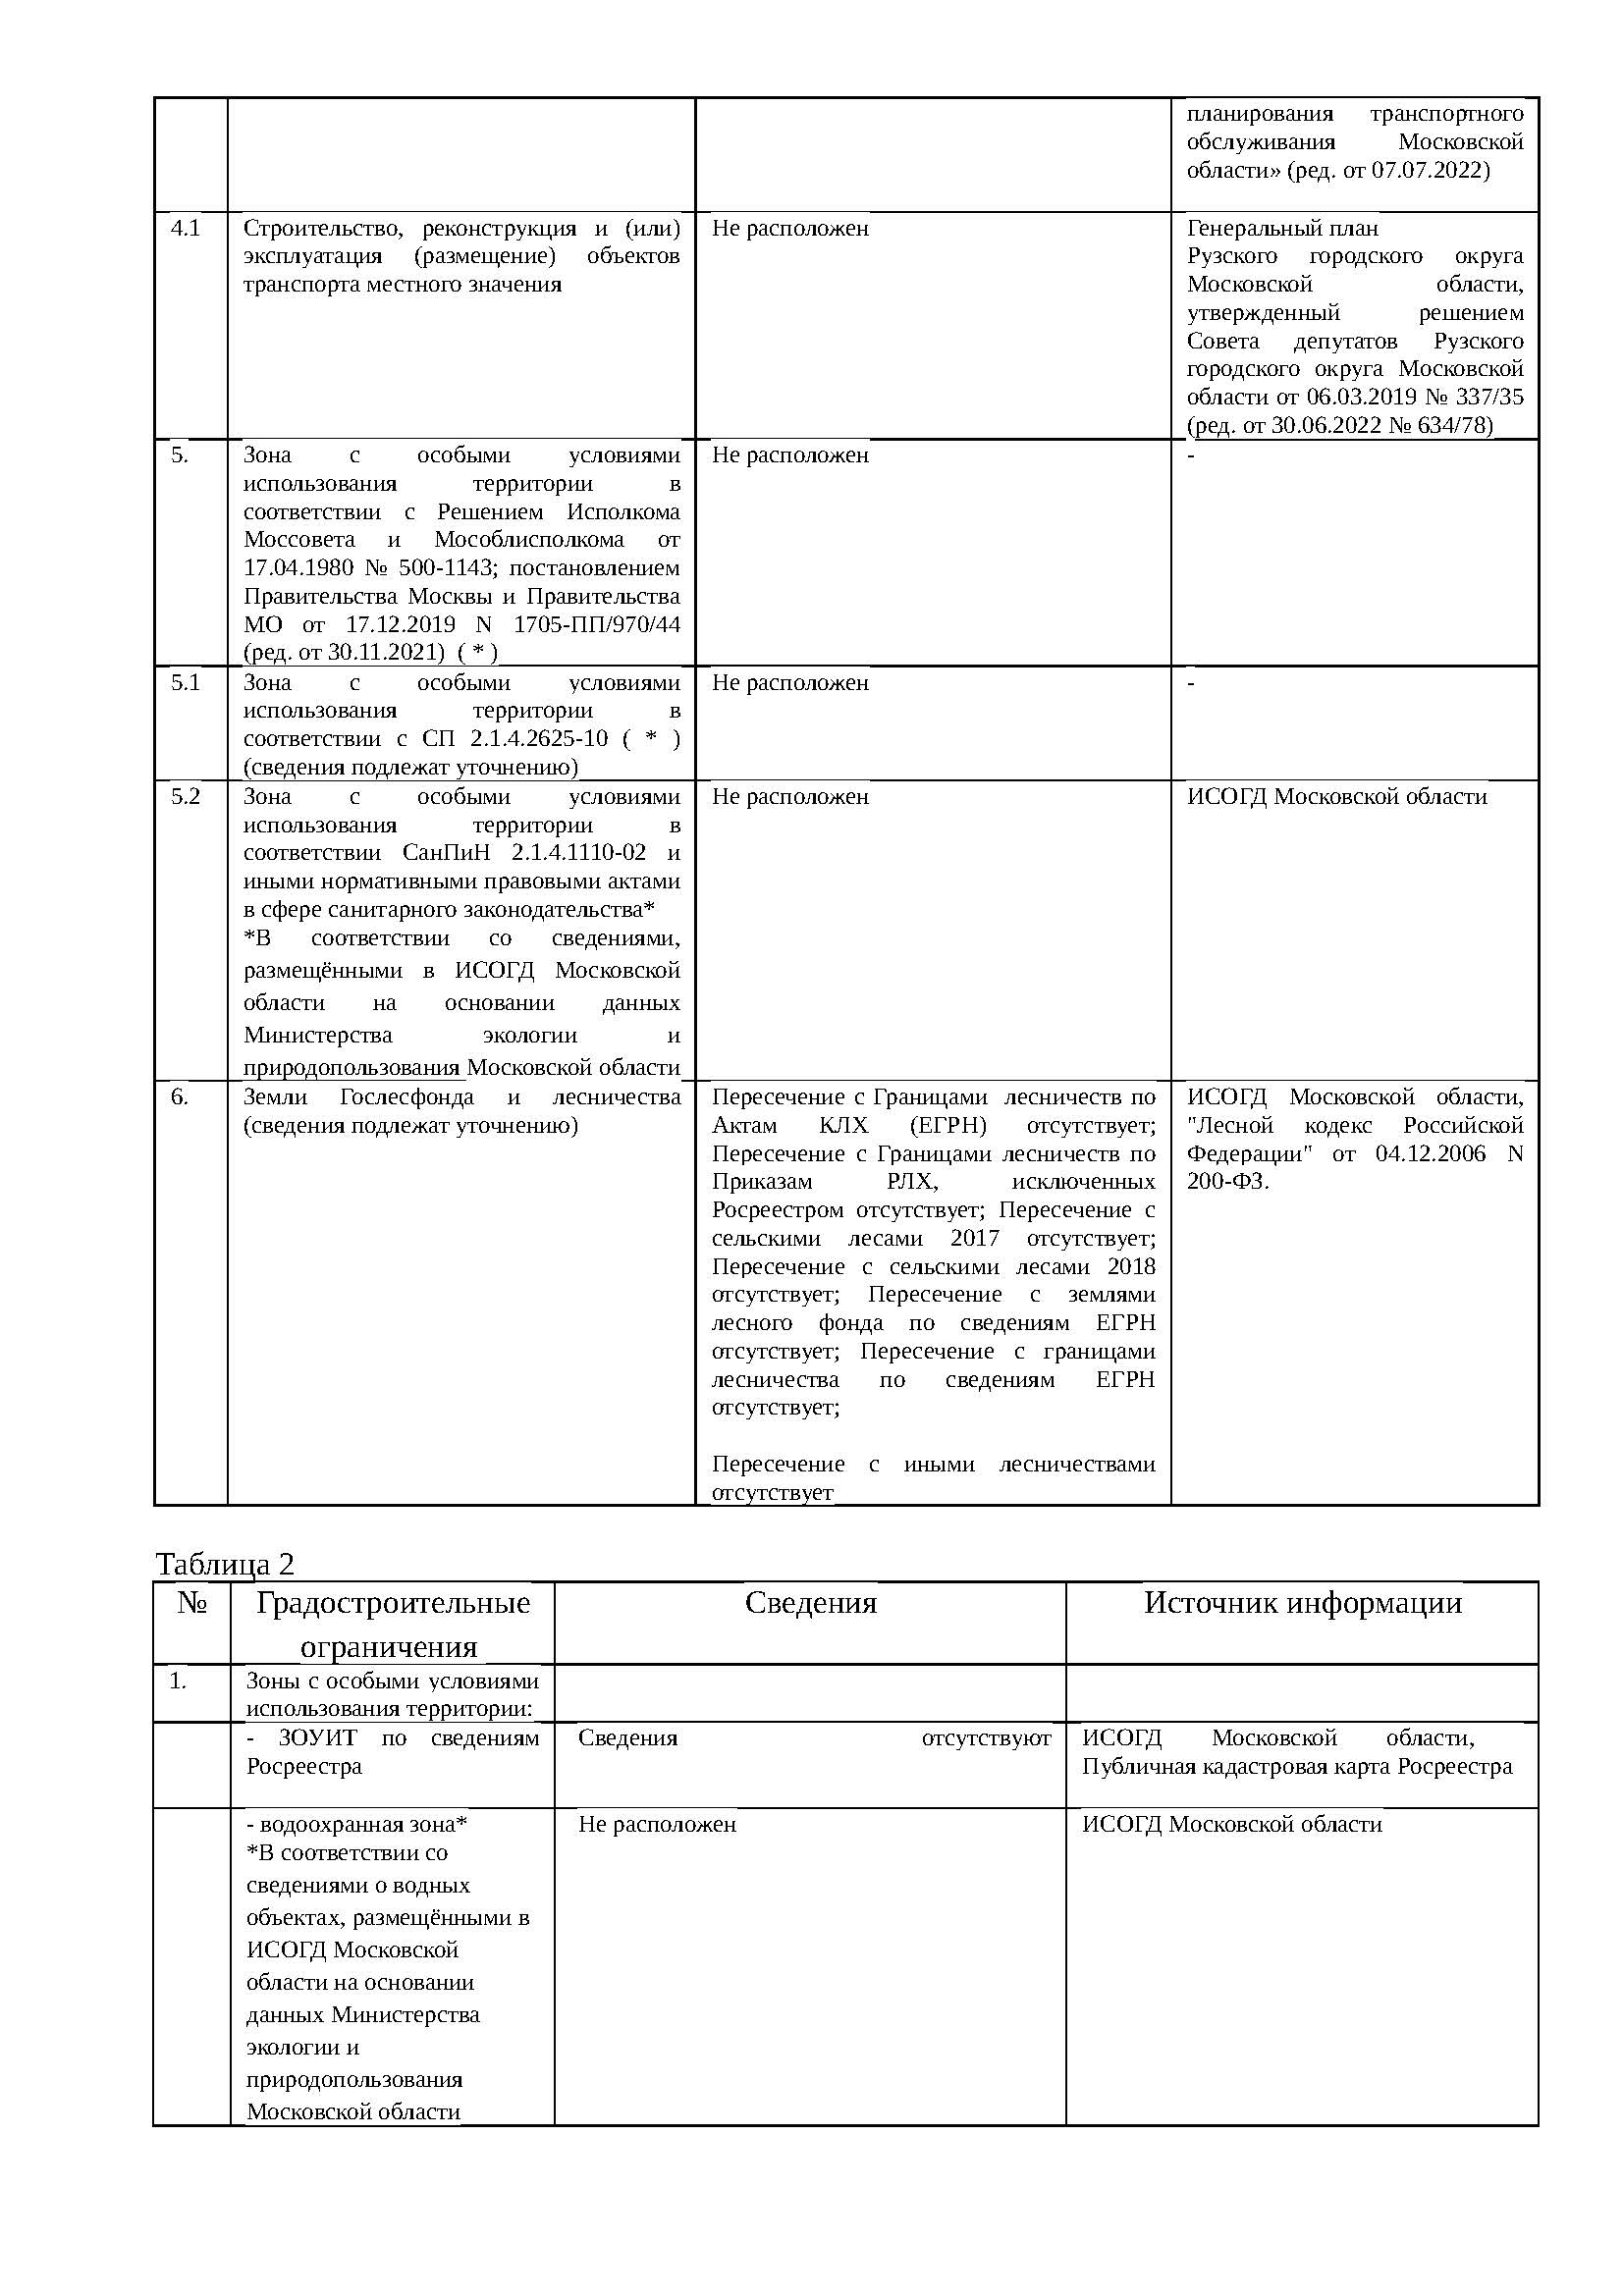 планирования транспортного
обслуживания Московской
области» (ред. от 07.07.2022)
4.1
Строительство, реконструкция и (или)
эксплуатация (размещение) объектов
транспорта местного значения
Не расположен
Генеральный план
Рузского городского округа
Московской области,
утвержденный решением
Совета депутатов Рузского
городского округа Московской
области от 06.03.2019 № 337/35
(ред. от 30.06.2022 № 634/78)
5.
Зона с особыми условиями
использования территории в
соответствии с Решением Исполкома
Моссовета и Мособлисполкома от
17.04.1980 № 500-1143; постановлением
Правительства Москвы и Правительства
МО от 17.12.2019 N 1705-ПП/970/44
(ред. от 30.11.2021) ( * )
Не расположен
-
5.1
Зона с особыми условиями
использования территории в
соответствии с СП 2.1.4.2625-10 ( * )
(сведения подлежат уточнению)
Не расположен
-
5.2
Зона с особыми условиями
использования территории в
соответствии СанПиН 2.1.4.1110-02 и
иными нормативными правовыми актами
в сфере санитарного законодательства*
*В соответствии со сведениями,
размещёнными в ИСОГД Московской
области на основании данных
Министерства экологии и
природопользования Московской области
Не расположен
ИСОГД Московской области
6.
Земли Гослесфонда и лесничества
(сведения подлежат уточнению)
Пересечение с Границами лесничеств по
Актам КЛХ (ЕГРН) отсутствует;
Пересечение с Границами лесничеств по
Приказам РЛХ, исключенных
Росреестром отсутствует; Пересечение с
сельскими лесами 2017 отсутствует;
Пересечение с сельскими лесами 2018
отсутствует; Пересечение с землями
лесного фонда по сведениям ЕГРН
отсутствует; Пересечение с границами
лесничества по сведениям ЕГРН
отсутствует;
Пересечение с иными лесничествами
отсутствует
ИСОГД Московской области,
"Лесной кодекс Российской
Федерации" от 04.12.2006 N
200-ФЗ.
Таблица 2
№
Градостроительные
ограничения
Сведения
Источник информации
1.
Зоны с особыми условиями
использования территории:
- ЗОУИТ по сведениям
Росреестра
Сведения отсутствуют
ИСОГД Московской области,
Публичная кадастровая карта Росреестра
- водоохранная зона*
*В соответствии со
сведениями о водных
объектах, размещёнными в
ИСОГД Московской
области на основании
данных Министерства
экологии и
природопользования
Московской области
Не расположен
ИСОГД Московской области